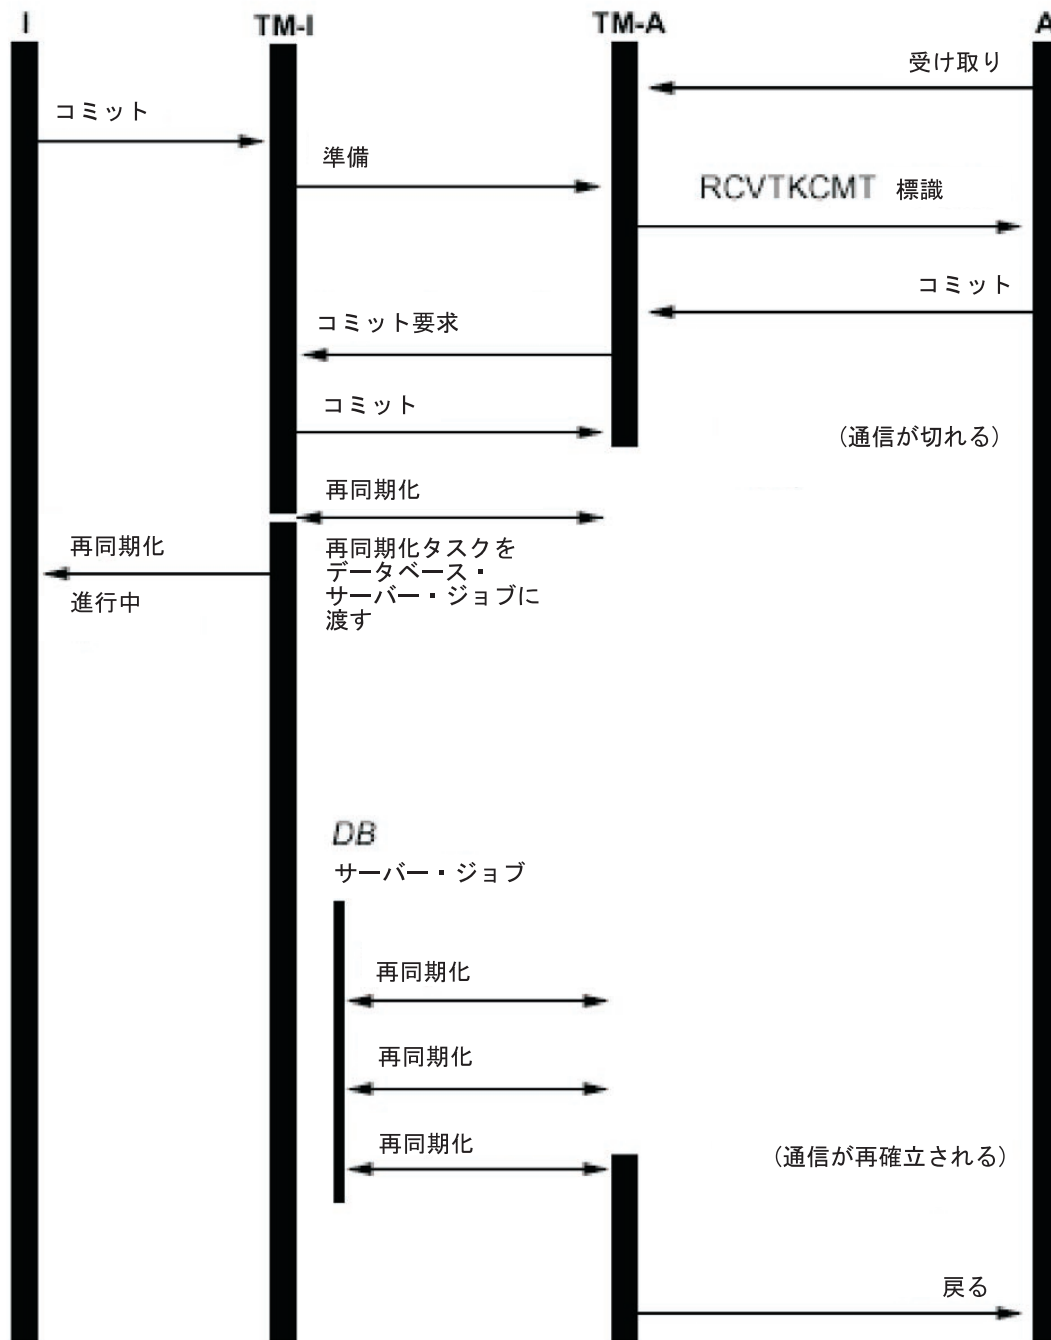 I
TM-I
TM-A
A
受け取り
コミット
準備
RCVTKCMT 標識
コミット
コミット要求
コミット
(通信が切れる)
再同期化
再同期化
進行中
再同期化タスクを
データベース・
サーバー・ジョブに
渡す
DB
サーバー・ジョブ
再同期化
再同期化
再同期化
(通信が再確立される)
戻る